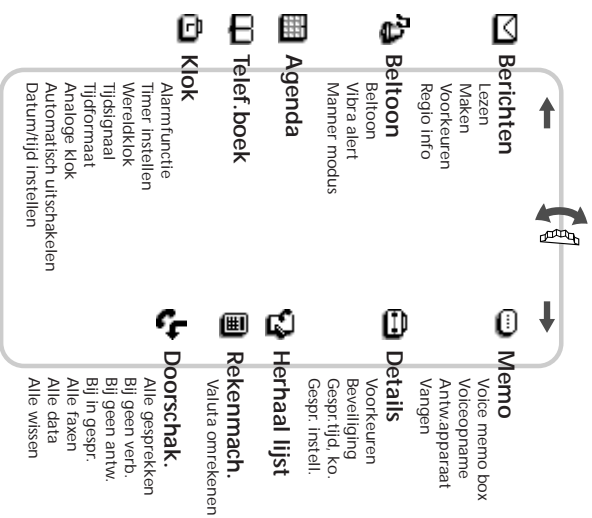 Berichten
Lezen
Maken
Voorkeuren
Regio info
Beltoon
Beltoon
Vibra alert
Manner modus
Agenda
Telef.boek
Klok
Alarmfunctie
Timer instellen
Wereldklok
Tijdsignaal
Tijdformaat
Analoge klok
Automatisch uitschakelen
Datum/tijd instellen
Memo
Voice memo box
Voiceopname
Antw.apparaat
Vangen
Details
Voorkeuren
Beveiliging
Gespr.tijd, ko.
Gespr. instell.
Herhaal lijst
Rekenmach.
Valuta omrekenen
Doorschak.
Alle gesprekken
Bij geen verb.
Bij geen antw.
Bij in gespr.
Alle faxen
Alle data
Alle wissen